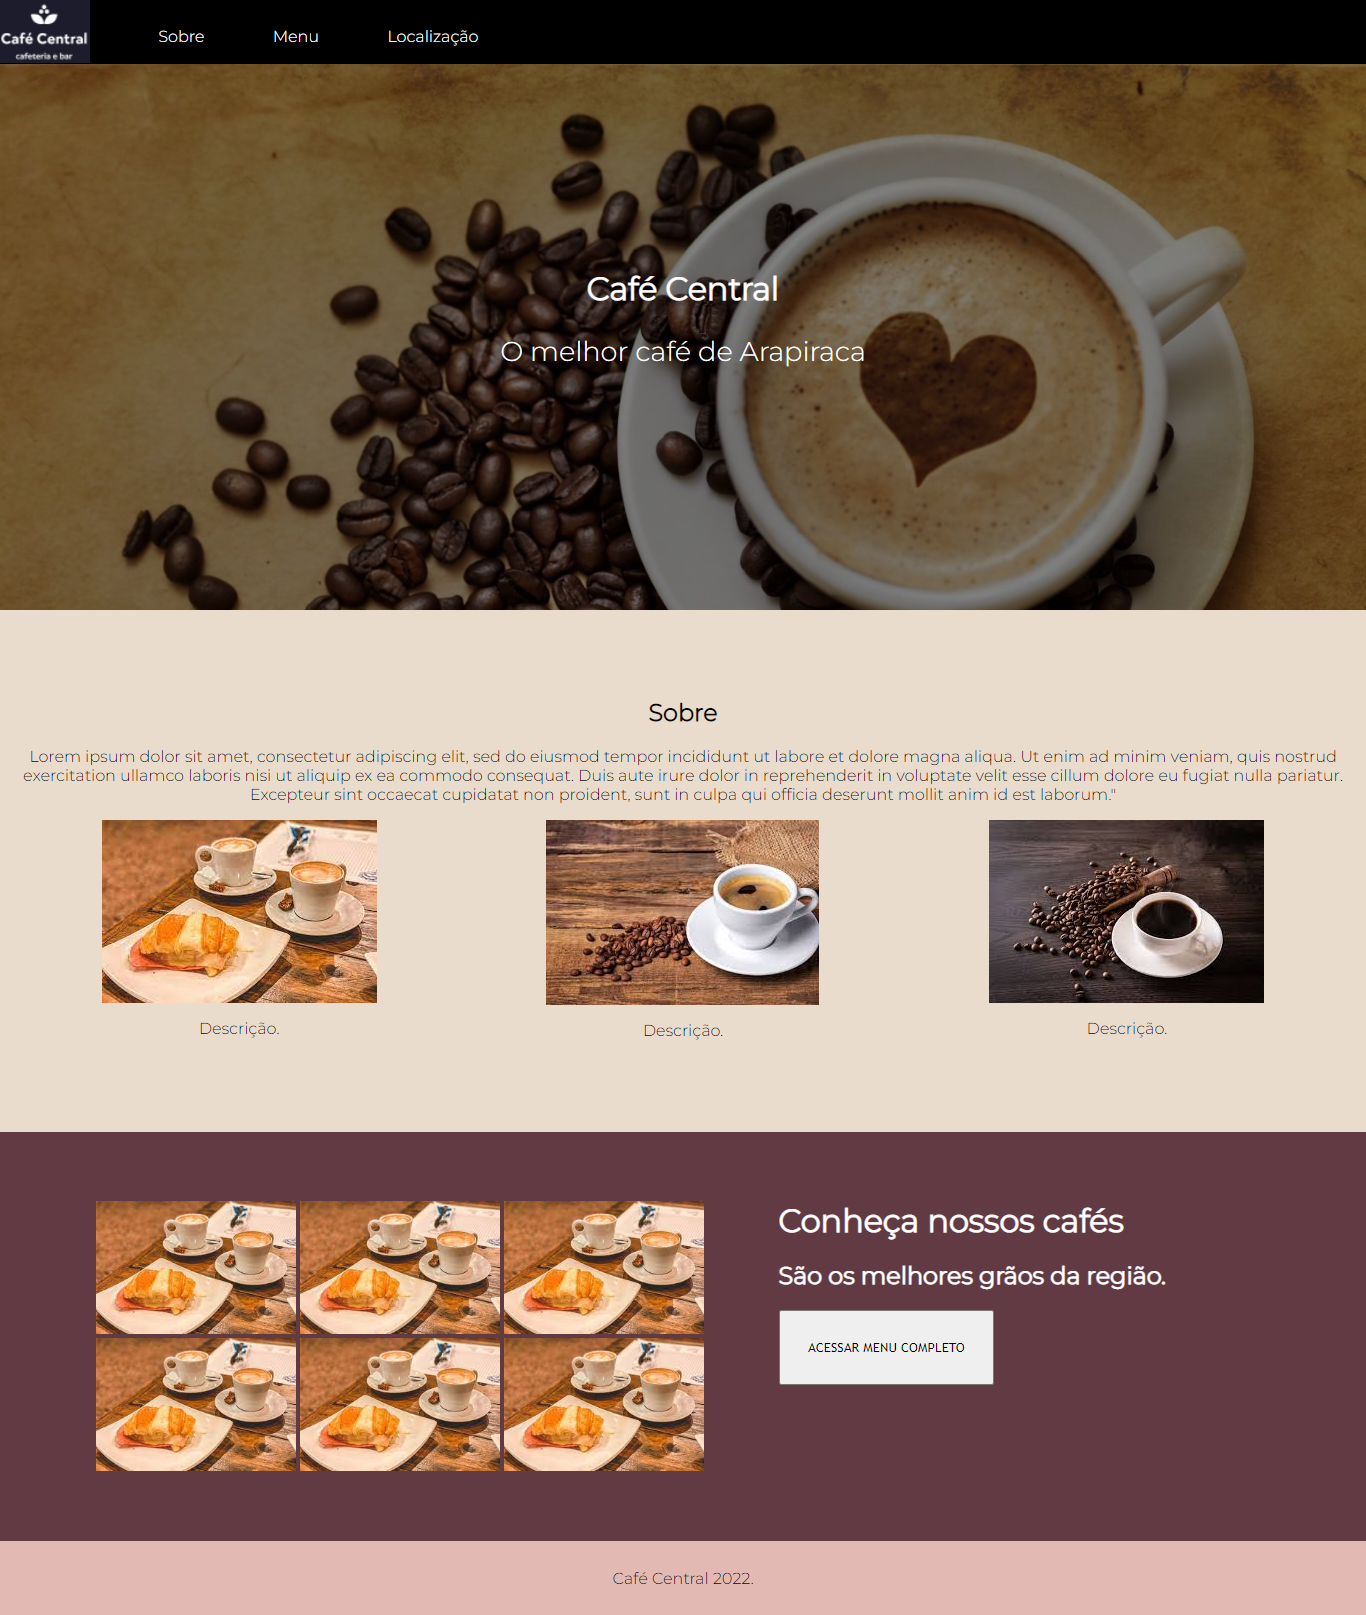 Café Central
cafeteria e bar
Sobre
Menu
Localização
Café Central
O melhor café de Arapiraca
Sobre
Lorem ipsum dolor sit amet, consectetur adipiscing elit, sed do eiusmod tempor incididunt ut labore et dolore magna aliqua. Ut enim ad minim veniam, quis nostrud
exercitation ullamco laboris nisi ut aliquip ex ea commodo consequat. Duis aute irure dolor in reprehenderit in voluptate velit esse cillum dolore eu fugiat nulla pariatur.
Excepteur sint occaecat cupidatat non proident, sunt in culpa qui officia deserunt mollit anim id est laborum."
Descrição.
Descrição.
Descrição.
Conheça nossos cafés
São os melhores grãos da região.
ACESSAR MENU COMPLETO
Café Central 2022.